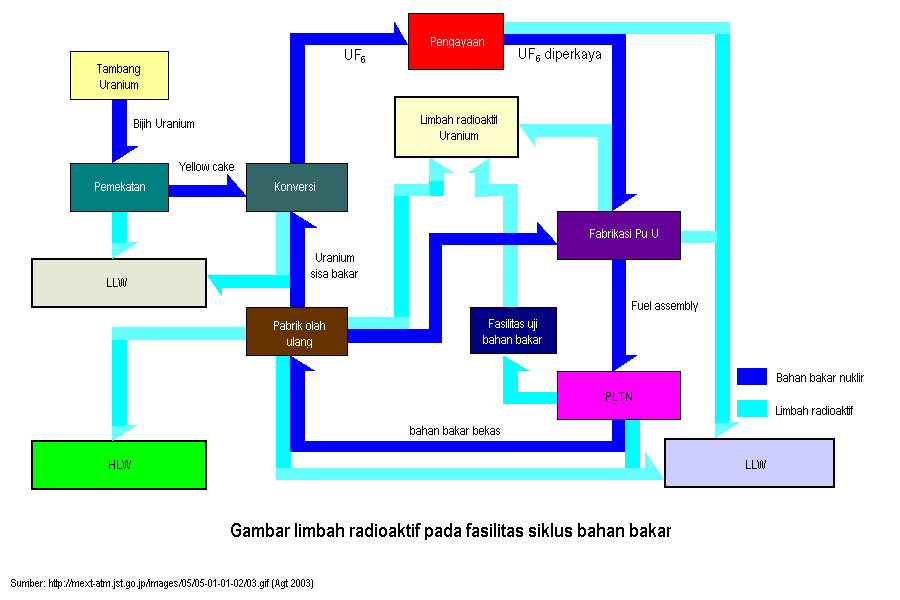 Pengayaan
UF6
UF6 diperkaya
Tambang
Uranium
Limbah radioaktif
Uranium
Bijih Uranium
Yellow cake
Pemekatan
Konversi
Fabrikasi Pu U
Uranium
sisa bakar
LLW
Fuel assembly
Pabrik olah
ulang
Fasilitas uji
bahan bakar
Bahan bakar nuklir
PLTN
Limbah radioaktif
bahan bakar bekas
HLW
LLW
Gambar limbah radioaktif pada fasilitas siklus bahan bakar
Sumber: http://mext-atm.jst.go.jp/images/05/05-01-01-02/03.gif (Agt 2003)